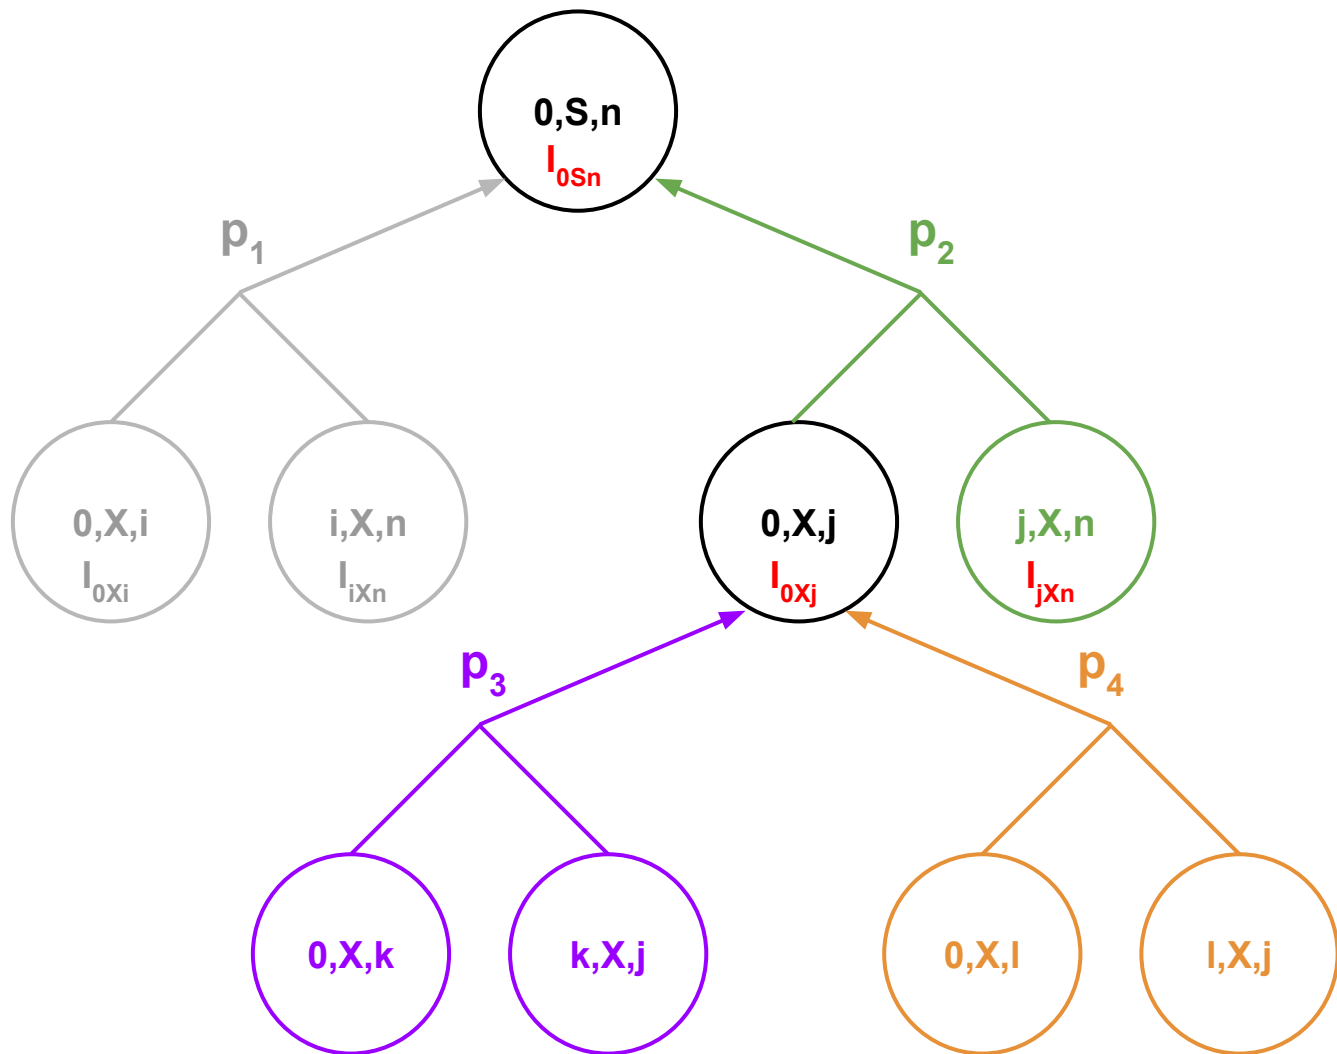 0,S,n
I0Sn
p1
p2
0,X,i
I0Xi
i,X,n
IiXn
0,X,j
I0Xj
j,X,n
IjXn
p3
p4
0,X,k
k,X,j
0,X,l
l,X,j